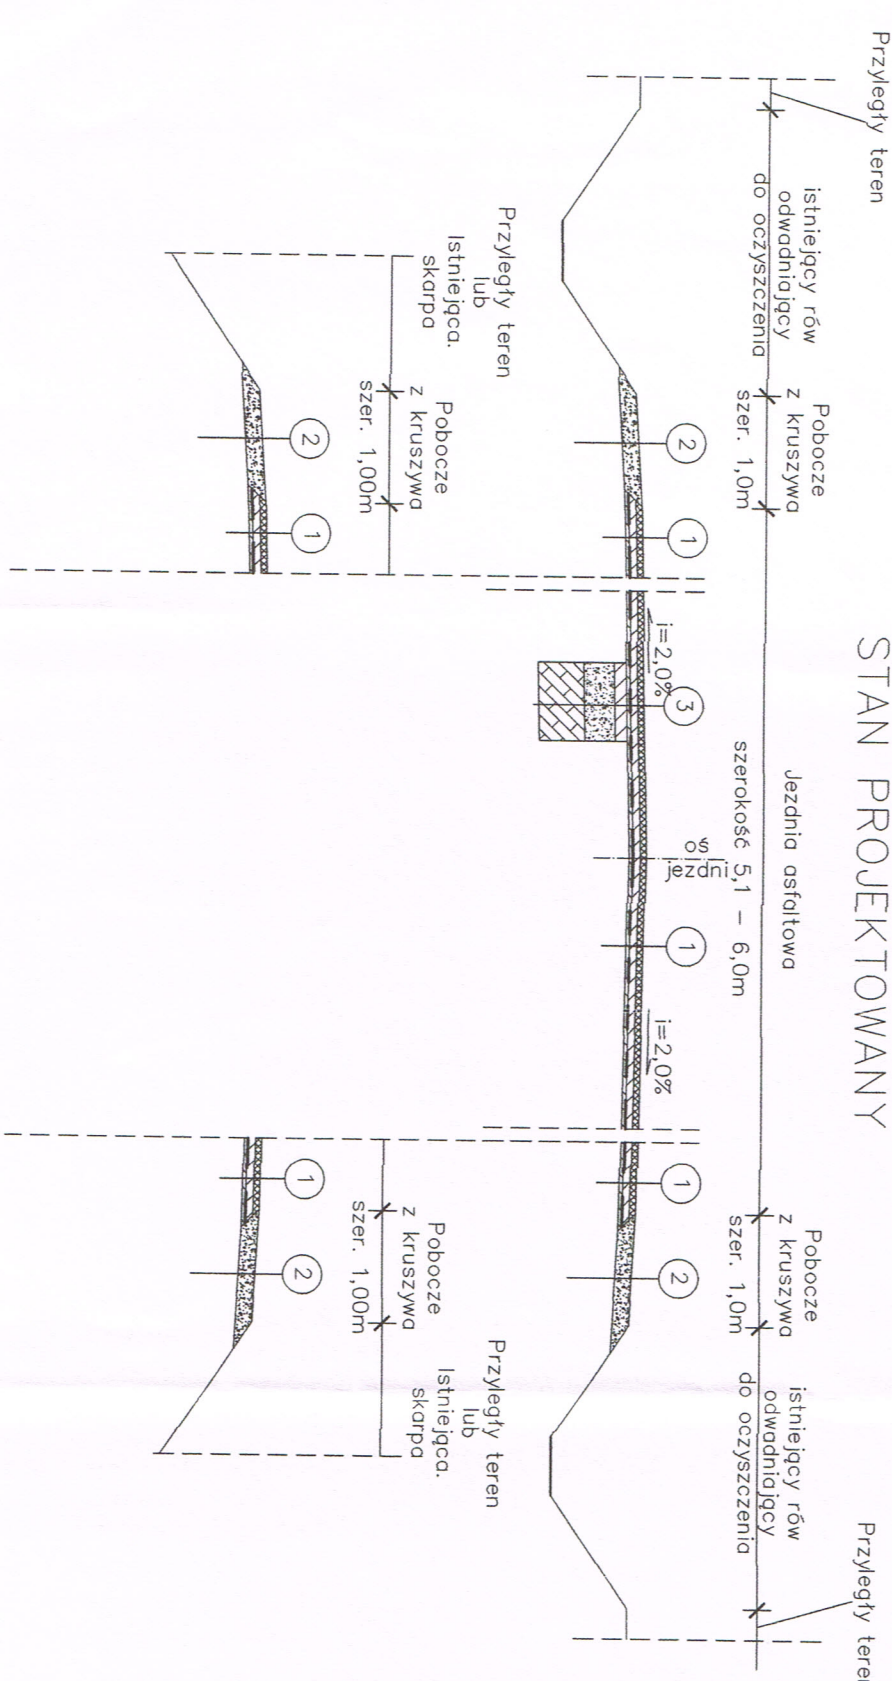 STAN PROJEKTOWANY
Przyległy teren
istniejący rów
odwadniający
do oczyszczenia
Pobocze
z kruszywa
szer. 1,0m
Jezdnia asfaltowa
szerokość 5,1 – 6,0m
Pobocze
z kruszywa
szer. 1,0m
istniejący rów
odwadniający
do oczyszczenia
Przyległy teren
2
1
i=2,0%
3
oś
jezdni
1
i=2,0%
1
2
Przyległy teren
lub
Istniejąca.
skarpa
Pobocze
z kruszywa
szer. 1,00m
2
1
Pobocze
z kruszywa
szer. 1,00m
1
2
Przyległy teren
lub
Istniejąca.
skarpa